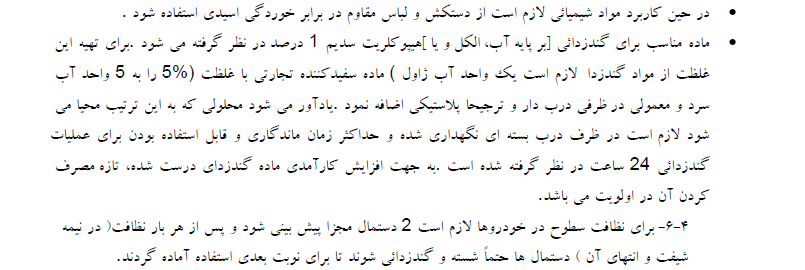 • در حین کاربرد مواد شیمیائی لازم است از دستکش و لباس مقاوم در برابر خوردگی اسیدی استفاده شود .
• ماده مناسب برای گندزدائی [بر پایه آب، الکل و یا ]هیپوکلریت سدیم 1 درصد در نظر گرفته می شود .برای تهیه این
غلظت از مواد گندزدا لازم است یک واحد آب ژاول ) ماده سفیدکننده تجارتی با غلظت (5% را به 5 واحد آب
سرد و معمولی در ظرفی درب دار و ترجیحا پلاستیکی اضافه نمود .یادآور می شود محلولی که به این ترتیب محیا می
شود لازم است در ظرف درب بسته ای نگهداری شده و حداکثر زمان ماندگاری و قابل استفاده بودن برای عملیات
گندزدائی 24 ساعت در نظر گرفته شده است .به جهت افزایش کارآمدی ماده گندزدای درست شده، تازه مصرف
کردن آن در اولویت می باشد.
۶-۴- برای نظافت سطوح در خودروها لازم است 2 دستمال مجزا پیش بینی شود و پس از هر بار نظافت( در نیمه
شیفت و انتهای آن ) دستمال ها حتماً شسته و گندزدائی شوند تا برای نوبت بعدی استفاده آماده گردند.